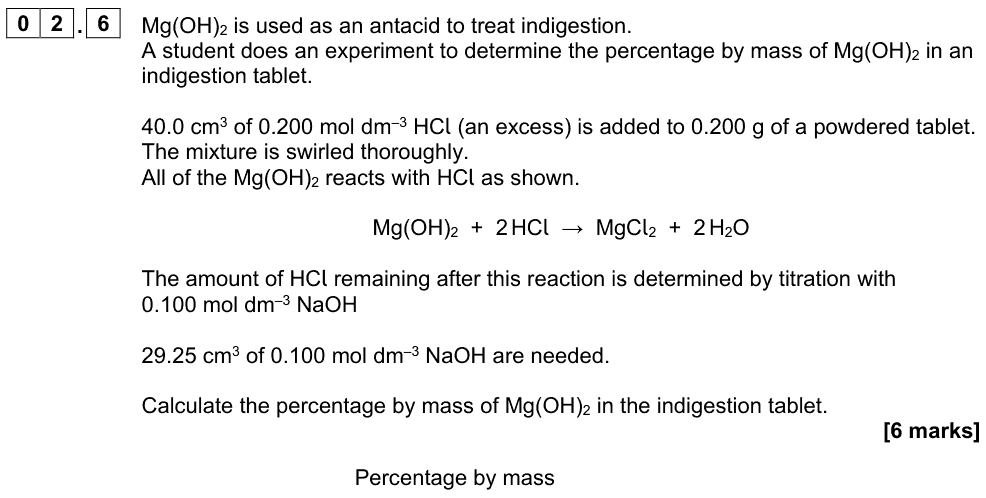 0 2 . 6 Mg(OH)₂ is used as an antacid to treat indigestion.
A student does an experiment to determine the percentage by mass of Mg(OH)₂ in an
indigestion tablet.
40.0 cm³ of 0.200 mol dm⁻³ HCl (an excess) is added to 0.200 g of a powdered tablet.
The mixture is swirled thoroughly.
All of the Mg(OH)₂ reacts with HCl as shown.
Mg(OH)₂ + 2HCl → MgCl₂ + 2H₂O
The amount of HCl remaining after this reaction is determined by titration with
0.100 mol dm⁻³ NaOH
29.25 cm³ of 0.100 mol dm⁻³ NaOH are needed.
Calculate the percentage by mass of Mg(OH)₂ in the indigestion tablet.
[6 marks]
Percentage by mass